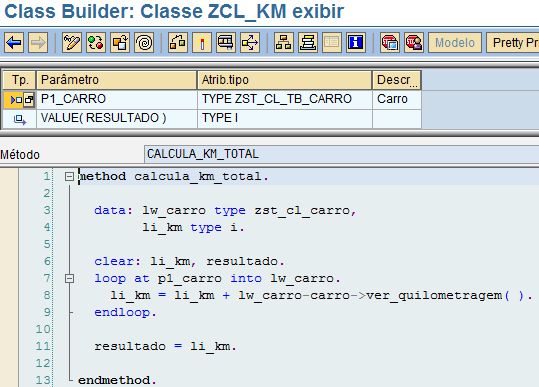 Class Builder: Classe ZCL_KM exibir
Modelo Pretty Pri
Tp. Parâmetro Atrib.tipo Descr...
P1_CARRO TYPE ZST_CL_TB_CARRO Carro
VALUE( RESULTADO ) TYPE I
Método CALCULA_KM_TOTAL
1 method calcula_km_total.
2
3 data: lw_carro type zst_cl_carro,
4 li_km type i.
5
6 clear: li_km, resultado.
7 loop at p1_carro into lw_carro.
8 li_km = li_km + lw_carro-carro->ver_quilometragem( ).
9 endloop.
10
11 resultado = li_km.
12
13 endmethod.